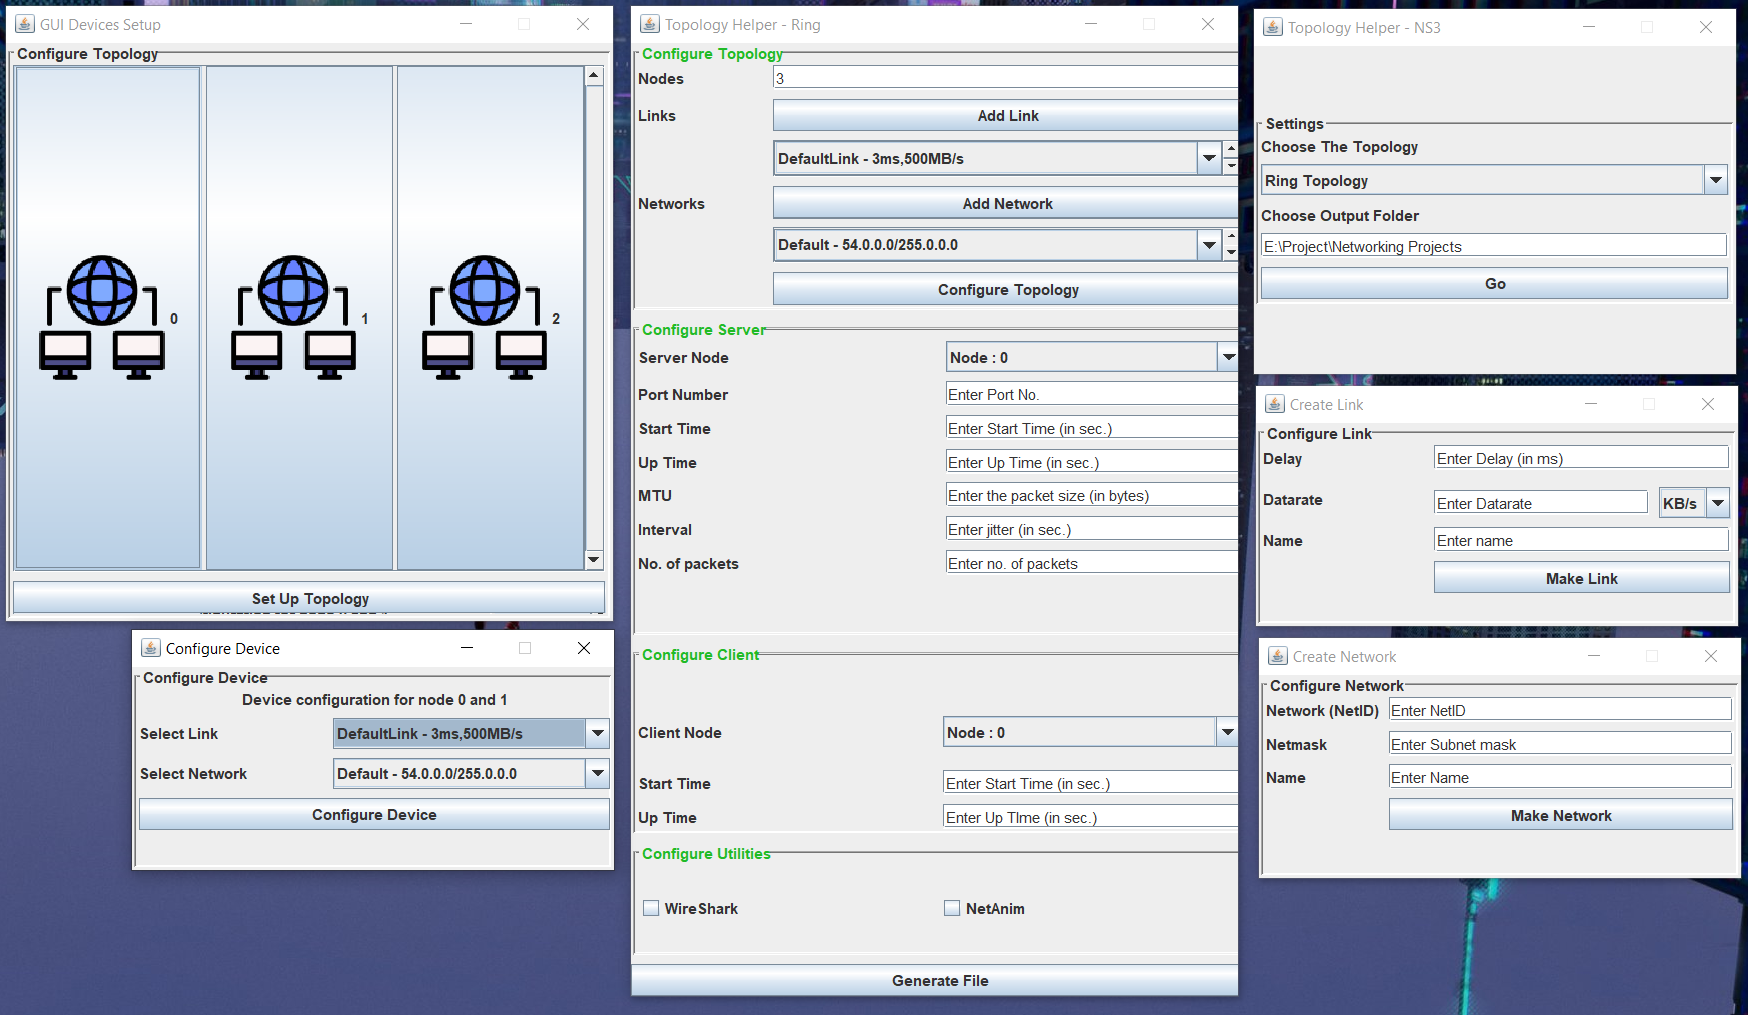 GUI Devices Setup
Configure Topology
0
1
2
Set Up Topology
Configure Device
Configure Device
Device configuration for node 0 and 1
Select Link
DefaultLink - 3ms,500MB/s
Select Network
Default - 54.0.0.0/255.0.0.0
Configure Device
Topology Helper - Ring
Configure Topology
Nodes
3
Links
Add Link
DefaultLink - 3ms,500MB/s
Networks
Add Network
Default - 54.0.0.0/255.0.0.0
Configure Topology
Configure Server
Server Node
Node : 0
Port Number
Enter Port No.
Start Time
Enter Start Time (in sec.)
Up Time
Enter Up Time (in sec.)
MTU
Enter the packet size (in bytes)
Interval
Enter jitter (in sec.)
No. of packets
Enter no. of packets
Configure Client
Client Node
Node : 0
Start Time
Enter Start Time (in sec.)
Up Time
Enter Up TIme (in sec.)
Configure Utilities
WireShark
NetAnim
Generate File
Topology Helper - NS3
Settings
Choose The Topology
Ring Topology
Choose Output Folder
E:\Project\Networking Projects
Go
Create Link
Configure Link
Delay
Enter Delay (in ms)
Datarate
Enter Datarate
KB/s
Name
Enter name
Make Link
Create Network
Configure Network
Network (NetID)
Enter NetID
Netmask
Enter Subnet mask
Name
Enter Name
Make Network